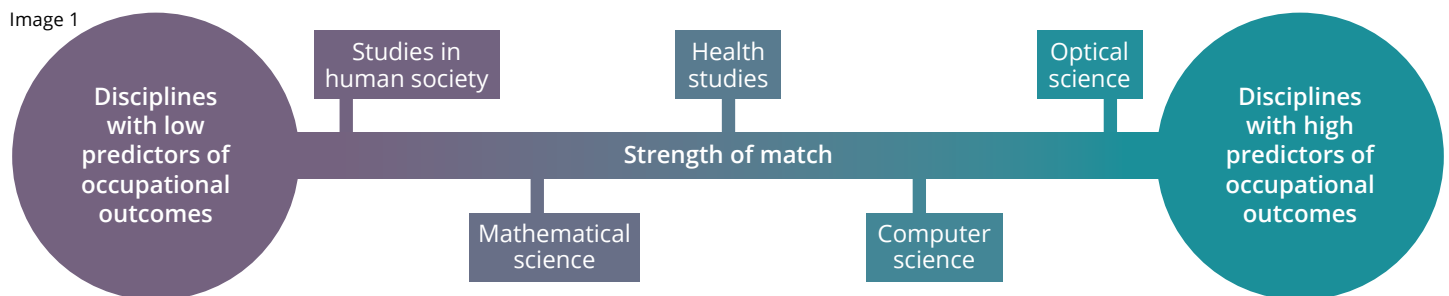 Image 1
Disciplines
with low
predictors of
occupational
outcomes
Studies in
human society
Health
studies
Optical
science
Strength of match
Mathematical
science
Computer
science
Disciplines
with high
predictors of
occupational
outcomes